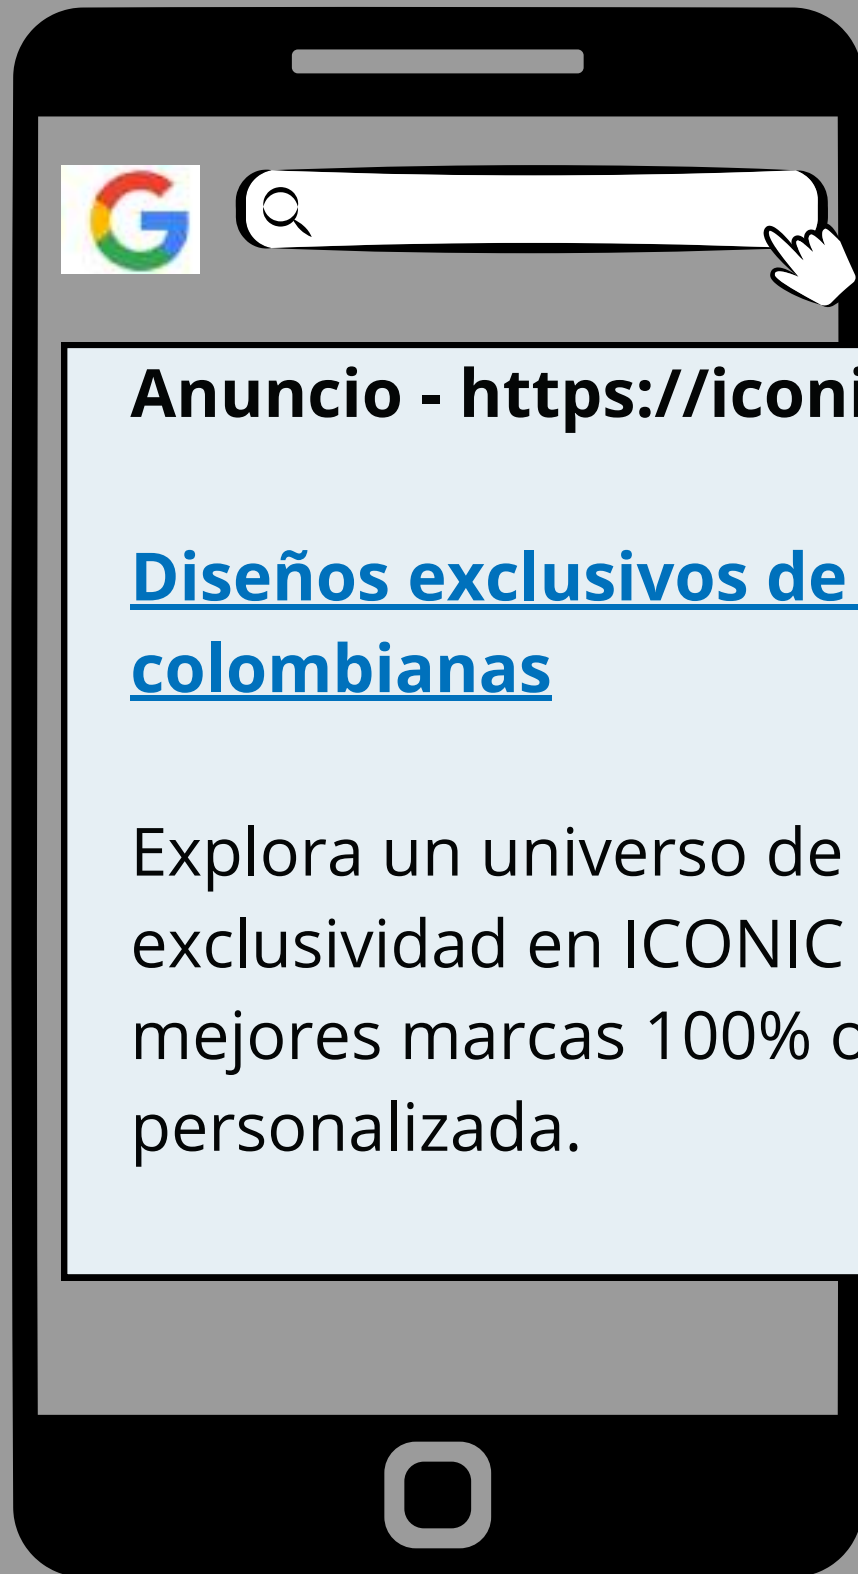 Anuncio - https://iconi
Diseños exclusivos de
colombianas
Explora un universo de
exclusividad en ICONIC
mejores marcas 100% o
personalizada.